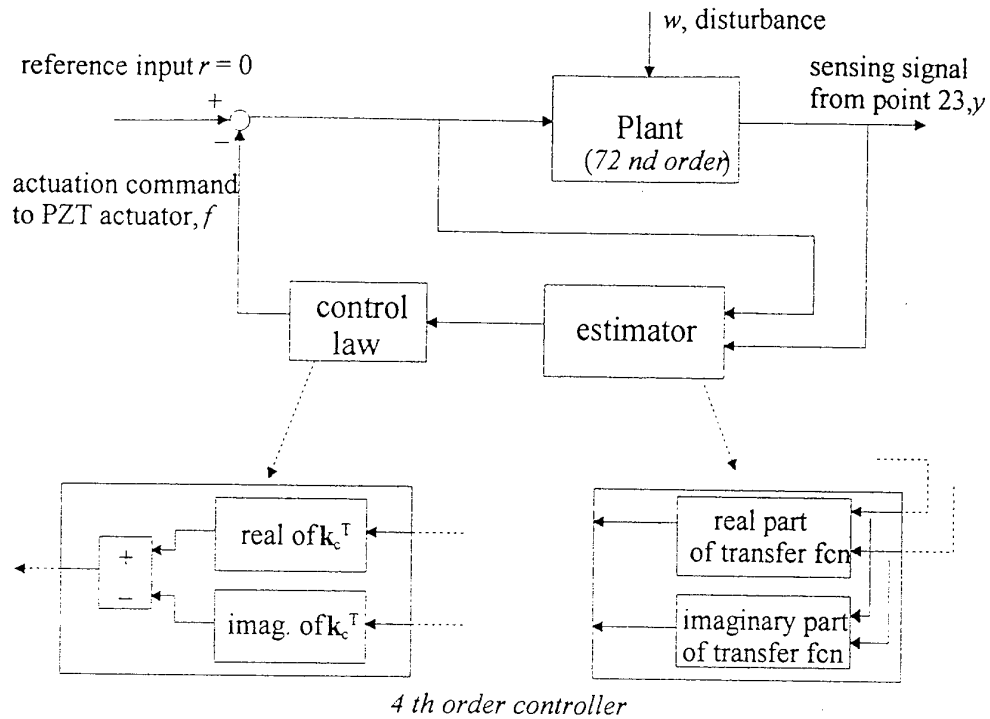 w, disturbance
reference input r = 0
sensing signal
from point 23, y
+
−
Plant
(72 nd order)
actuation command
to PZT actuator, f
control
law
estimator
real of k_c^T
+
−
imag. of k_c^T
real part
of transfer fcn
imaginary part
of transfer fcn
4 th order controller